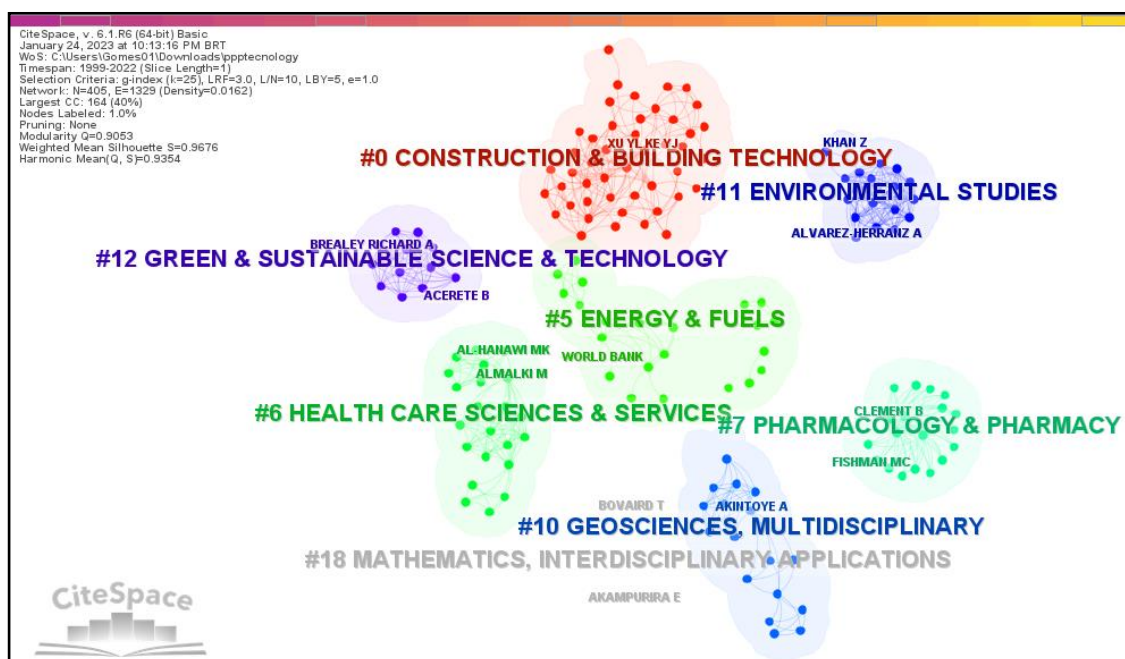 CiteSpace, v. 6.1.R6 (64-bit) Basic
January 24, 2023 at 10:13:16 PM BRT
WoS: C:\Users\Gomes01\Downloads\ppptecnology
Timespan: 1999-2022 (Slice Length=1)
Selection Criteria: g-index (k=25), LRF=3.0, L/N=10, LBY=5, e=1.0
Network: N=405, E=1329 (Density=0.0162)
Largest CC: 164 (40%)
Nodes Labeled: 1.0%
Pruning: None
Modularity Q=0.9053
Weighted Mean Silhouette S=0.9676
Harmonic Mean(Q, S)=0.9354
XU YL KE YJ
KHAN Z
#0 CONSTRUCTION & BUILDING TECHNOLOGY
#11 ENVIRONMENTAL STUDIES
ALVAREZ-HERRANZ A
BREALEY RICHARD A
#12 GREEN & SUSTAINABLE SCIENCE & TECHNOLOGY
ACERETE B
#5 ENERGY & FUELS
AL-HANAWI MK
WORLD BANK
ALMALKI M
#6 HEALTH CARE SCIENCES & SERVICES
CLEMENT B
#7 PHARMACOLOGY & PHARMACY
FISHMAN MC
BOVAIRD T
AKINTOYE A
#10 GEOSCIENCES, MULTIDISCIPLINARY
#18 MATHEMATICS, INTERDISCIPLINARY APPLICATIONS
AKAMPURIRA E
CiteSpace